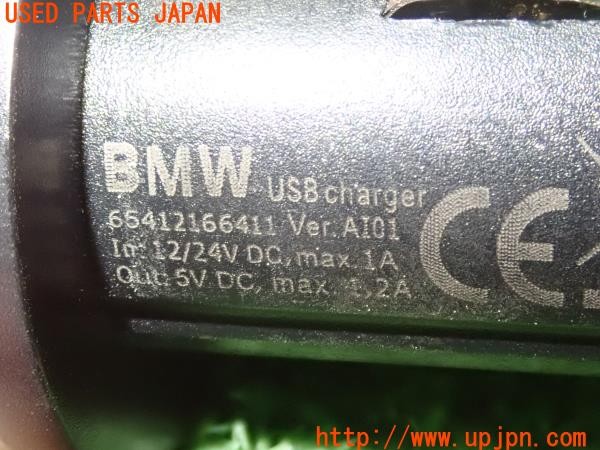 USED PARTS JAPAN
BMW USB charger
65412166411 Ver. AI01
In: 12/24V DC, max. 1A
Out: 5V DC, max. 1,2A
CE
http://www.upjpn.com